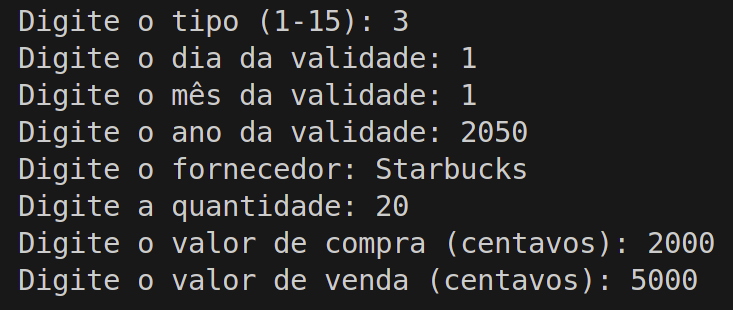 Digite o tipo (1-15): 3
Digite o dia da validade: 1
Digite o mês da validade: 1
Digite o ano da validade: 2050
Digite o fornecedor: Starbucks
Digite a quantidade: 20
Digite o valor de compra (centavos): 2000
Digite o valor de venda (centavos): 5000